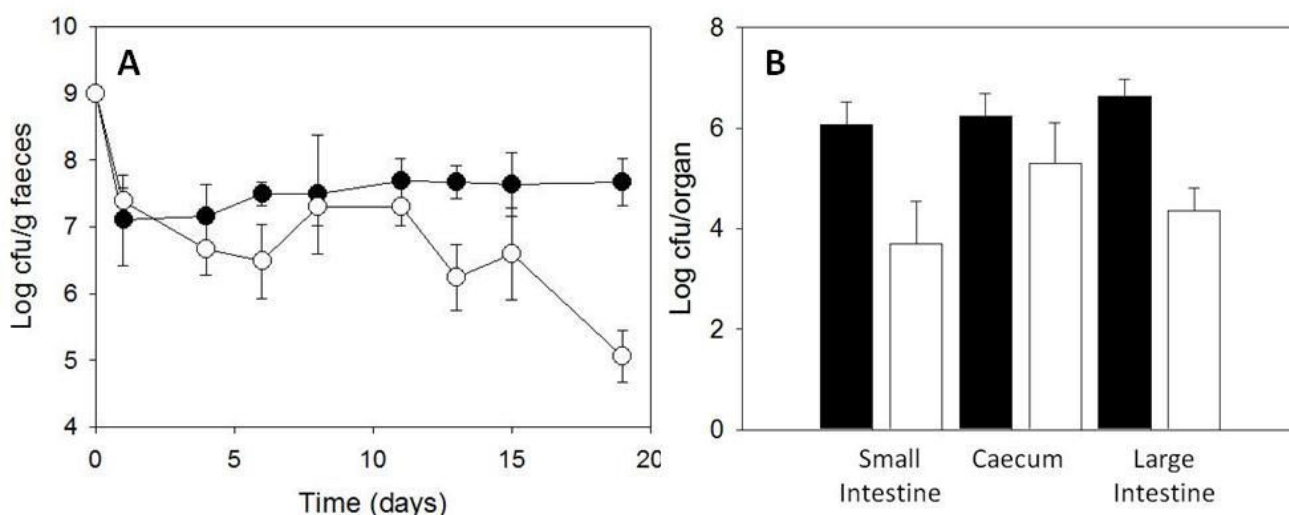 A
10
9
8
7
6
5
4
Log cfu/g faeces
0 5 10 15 20
Time (days)
B
8
6
4
2
0
Log cfu/organ
Small Caecum Large
Intestine Intestine